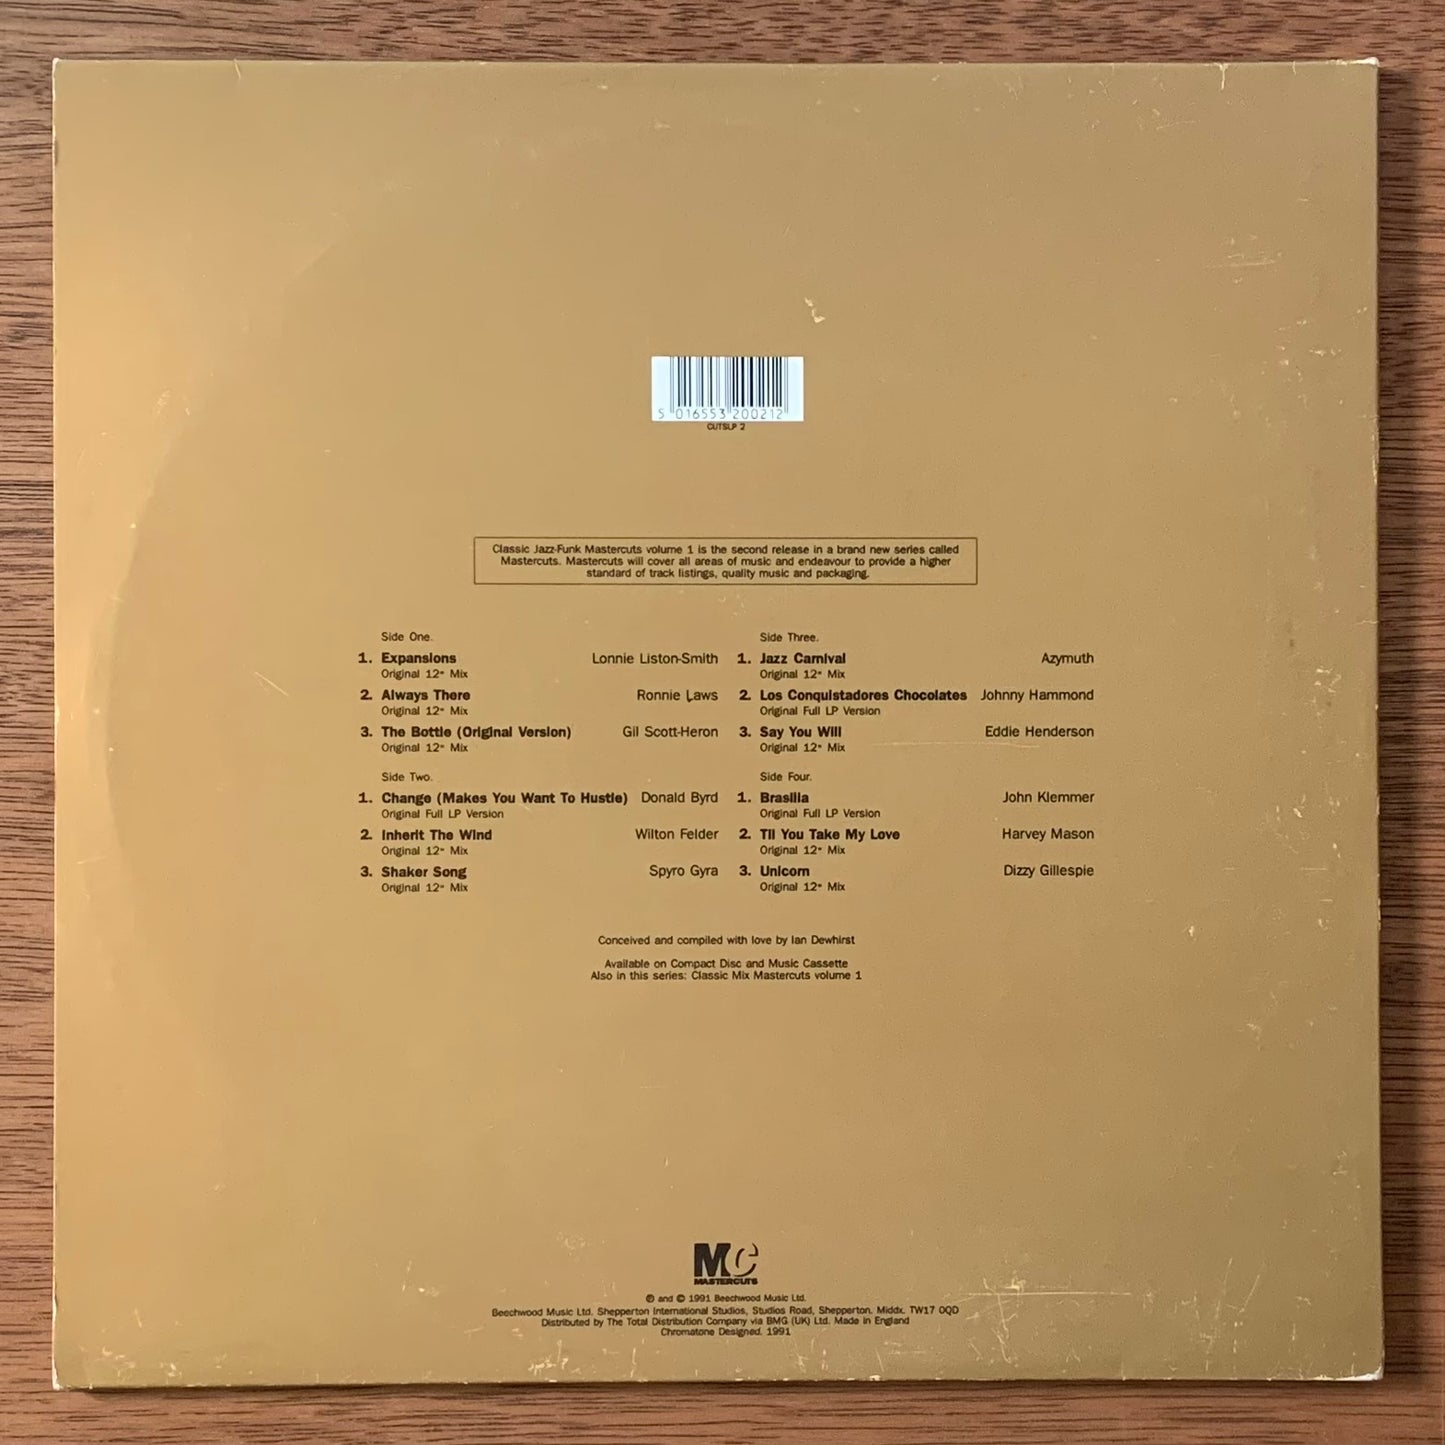 5 016553 200212
CUTSLP 2
Classic Jazz-Funk Mastercuts volume 1 is the second release in a brand new series called
Mastercuts. Mastercuts will cover all areas of music and endeavour to provide a higher
standard of track listings, quality music and packaging.
Side One.
1. Expansions Lonnie Liston-Smith
Original 12" Mix
2. Always There Ronnie Laws
Original 12" Mix
3. The Bottle (Original Version) Gil Scott-Heron
Original 12" Mix
Side Two.
1. Change (Makes You Want To Hustle) Donald Byrd
Original Full LP Version
2. Inherit The Wind Wilton Felder
Original 12" Mix
3. Shaker Song Spyro Gyra
Original 12" Mix
Side Three.
1. Jazz Carnival Azymuth
Original 12" Mix
2. Los Conquistadores Chocolates Johnny Hammond
Original Full LP Version
3. Say You Will Eddie Henderson
Original 12" Mix
Side Four.
1. Brasilia John Klemmer
Original Full LP Version
2. Til You Take My Love Harvey Mason
Original 12" Mix
3. Unicorn Dizzy Gillespie
Original 12" Mix
Conceived and compiled with love by Ian Dewhirst
Available on Compact Disc and Music Cassette
Also in this series: Classic Mix Mastercuts volume 1
MC
MASTERCUTS
℗ and © 1991 Beechwood Music Ltd.
Beechwood Music Ltd. Shepperton International Studios, Studios Road, Shepperton, Middx. TW17 0QD
Distributed by The Total Distribution Company via BMG (UK) Ltd. Made in England
Chromatone Designed. 1991